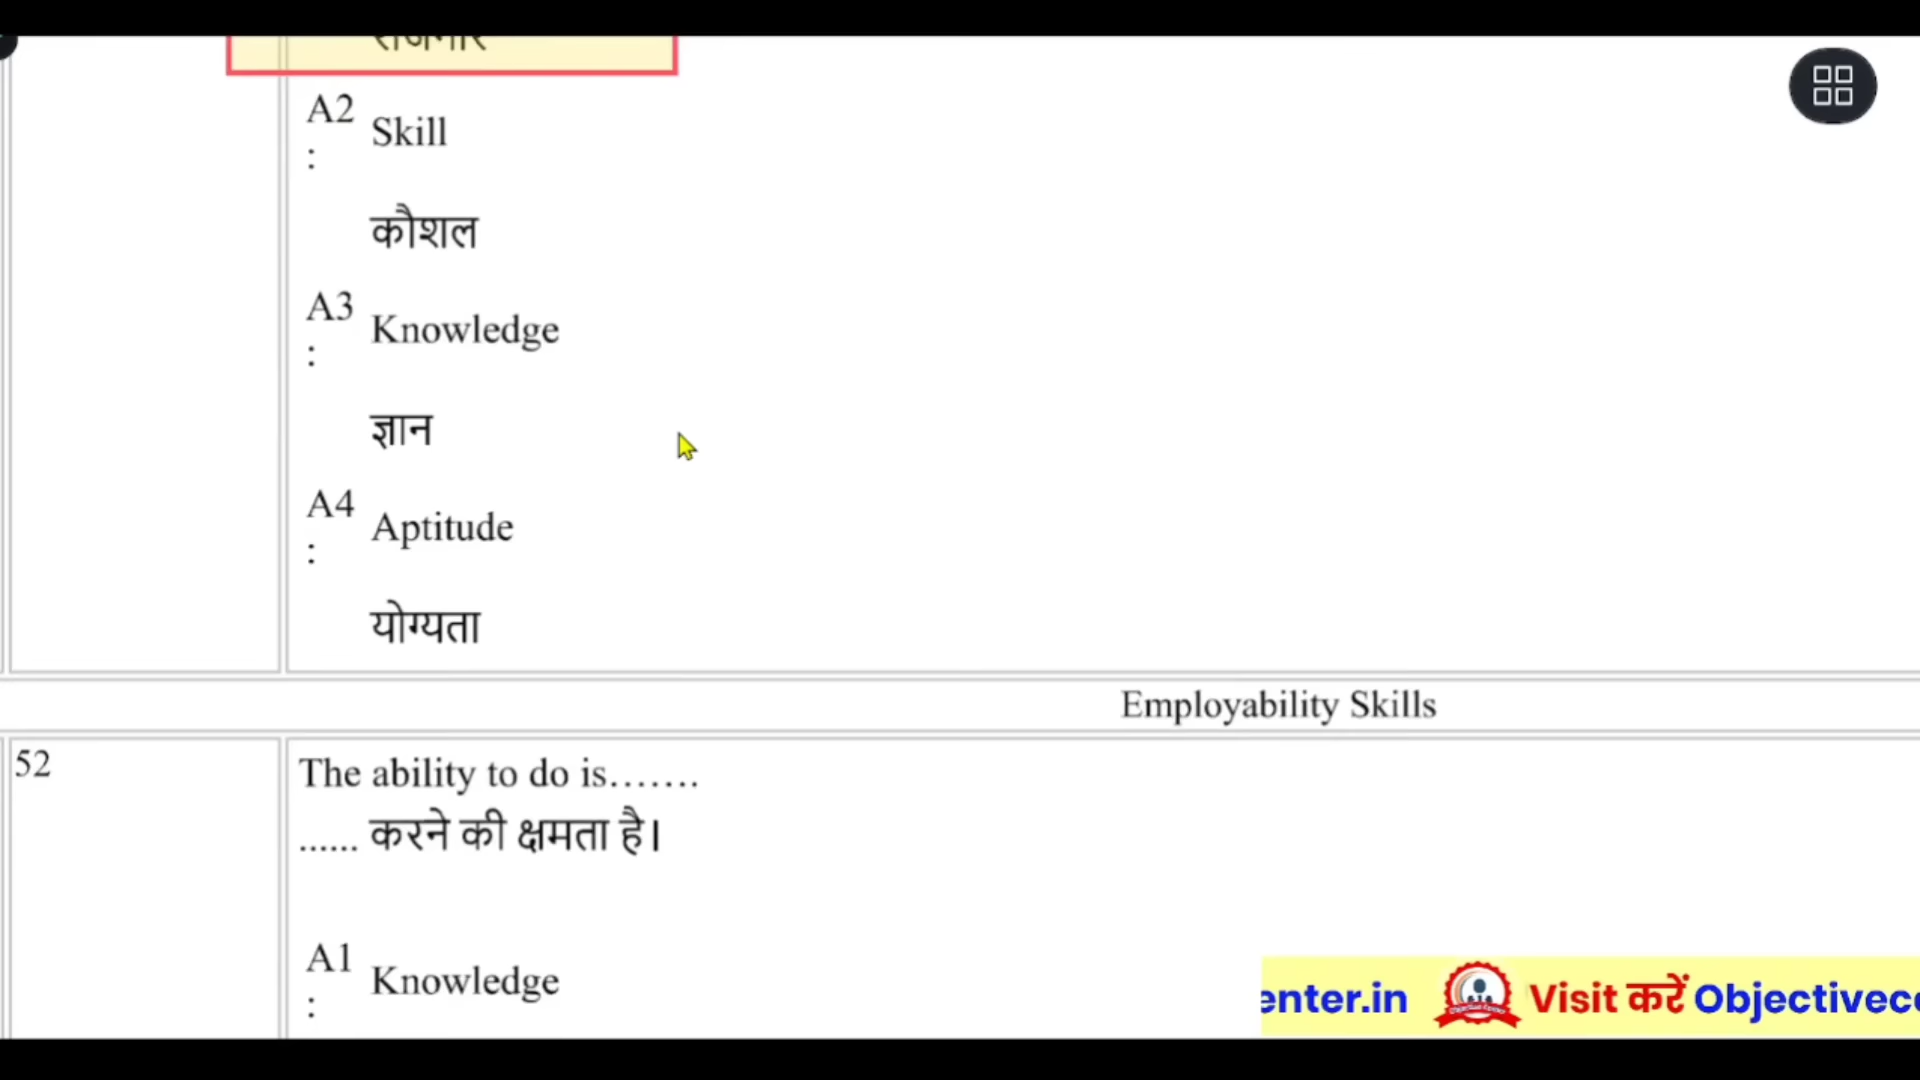 A2
:
Skill
कौशल
A3
:
Knowledge
ज्ञान
A4
:
Aptitude
योग्यता
Employability Skills
52
The ability to do is.......
...... करने की क्षमता है।
A1
:
Knowledge
enter.in Visit करें Objectivece